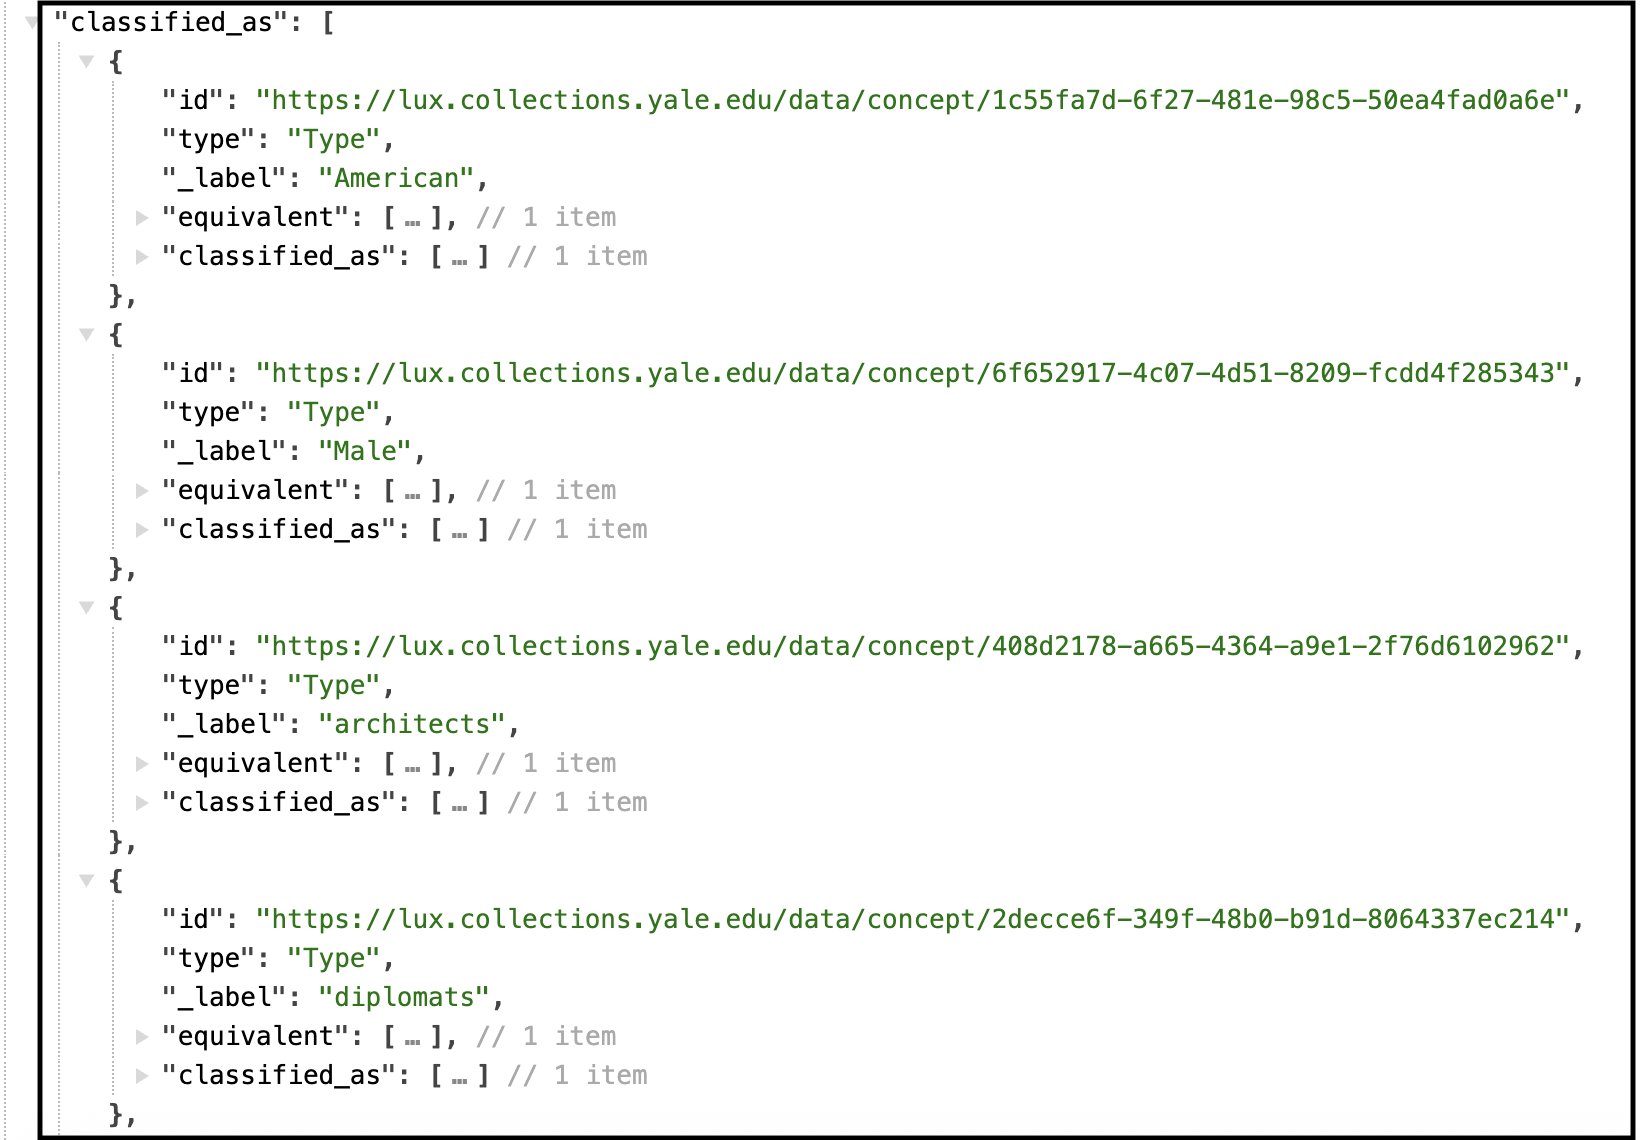 "classified_as": [
{
"id": "https://lux.collections.yale.edu/data/concept/1c55fa7d-6f27-481e-98c5-50ea4fad0a6e",
"type": "Type",
"_label": "American",
"equivalent": [ … ], // 1 item
"classified_as": [ … ] // 1 item
},
{
"id": "https://lux.collections.yale.edu/data/concept/6f652917-4c07-4d51-8209-fcdd4f285343",
"type": "Type",
"_label": "Male",
"equivalent": [ … ], // 1 item
"classified_as": [ … ] // 1 item
},
{
"id": "https://lux.collections.yale.edu/data/concept/408d2178-a665-4364-a9e1-2f76d6102962",
"type": "Type",
"_label": "architects",
"equivalent": [ … ], // 1 item
"classified_as": [ … ] // 1 item
},
{
"id": "https://lux.collections.yale.edu/data/concept/2decce6f-349f-48b0-b91d-8064337ec214",
"type": "Type",
"_label": "diplomats",
"equivalent": [ … ], // 1 item
"classified_as": [ … ] // 1 item
},